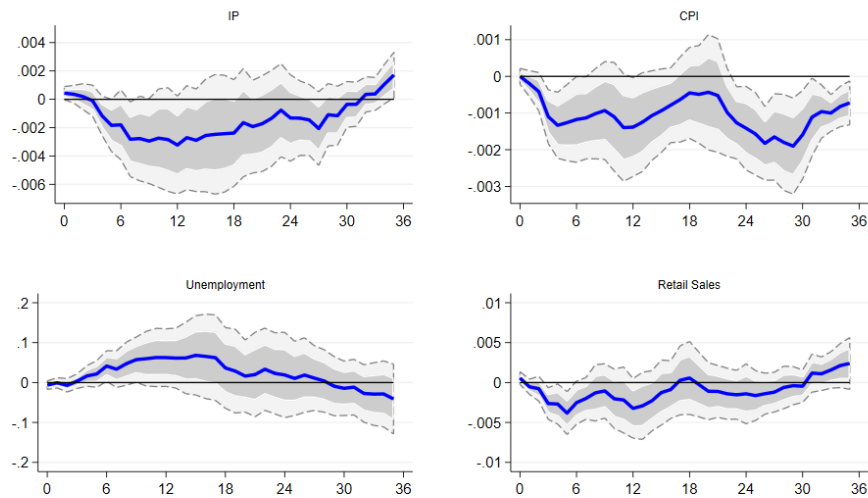 IP
.004
.002
0
-.002
-.004
-.006
0 6 12 18 24 30 36
CPI
.001
0
-.001
-.002
-.003
0 6 12 18 24 30 36
Unemployment
.2
.1
0
-.1
-.2
0 6 12 18 24 30 36
Retail Sales
.01
.005
0
-.005
-.01
0 6 12 18 24 30 36